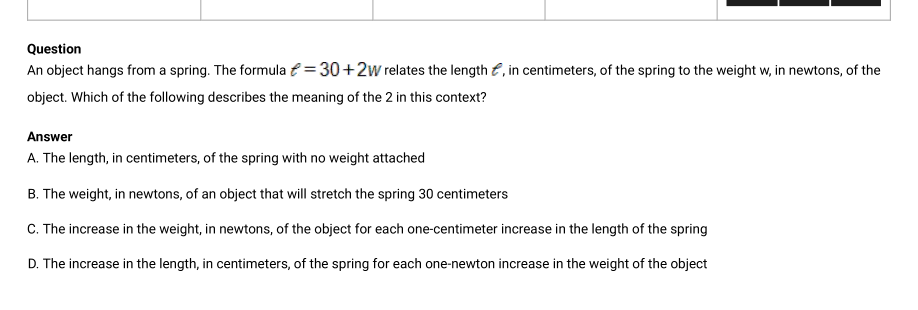 Question
An object hangs from a spring. The formula ℓ = 30 + 2w relates the length ℓ, in centimeters, of the spring to the weight w, in newtons, of the
object. Which of the following describes the meaning of the 2 in this context?
Answer
A. The length, in centimeters, of the spring with no weight attached
B. The weight, in newtons, of an object that will stretch the spring 30 centimeters
C. The increase in the weight, in newtons, of the object for each one-centimeter increase in the length of the spring
D. The increase in the length, in centimeters, of the spring for each one-newton increase in the weight of the object